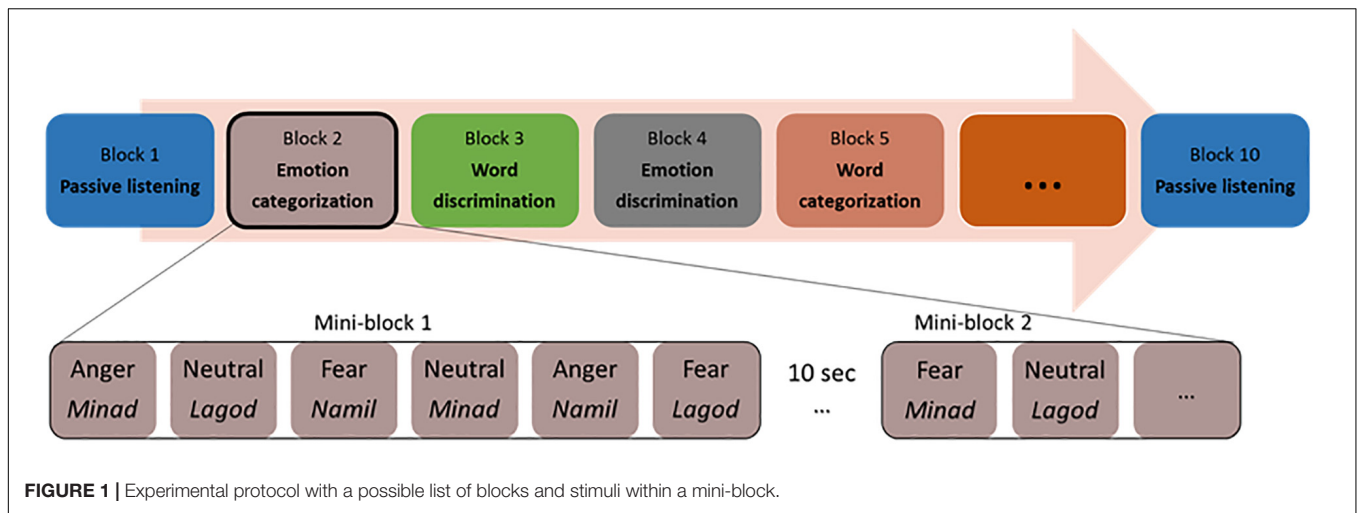 Block 1
Passive listening
Block 2
Emotion
categorization
Block 3
Word
discrimination
Block 4
Emotion
discrimination
Block 5
Word
categorization
...
Block 10
Passive listening
Mini-block 1
Mini-block 2
Anger
Minad
Neutral
Lagod
Fear
Namil
Neutral
Minad
Anger
Namil
Fear
Lagod
10 sec
...
Fear
Minad
Neutral
Lagod
...
FIGURE 1 | Experimental protocol with a possible list of blocks and stimuli within a mini-block.